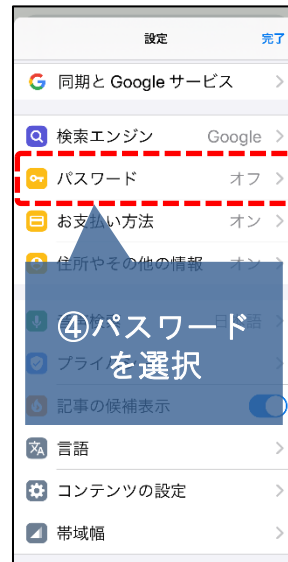 設定 完了
同期と Google サービス
検索エンジン Google
パスワード オフ
お支払い方法 オン
住所やその他の情報 オン
④パスワード
を選択
記事の候補表示
言語
コンテンツの設定
帯域幅